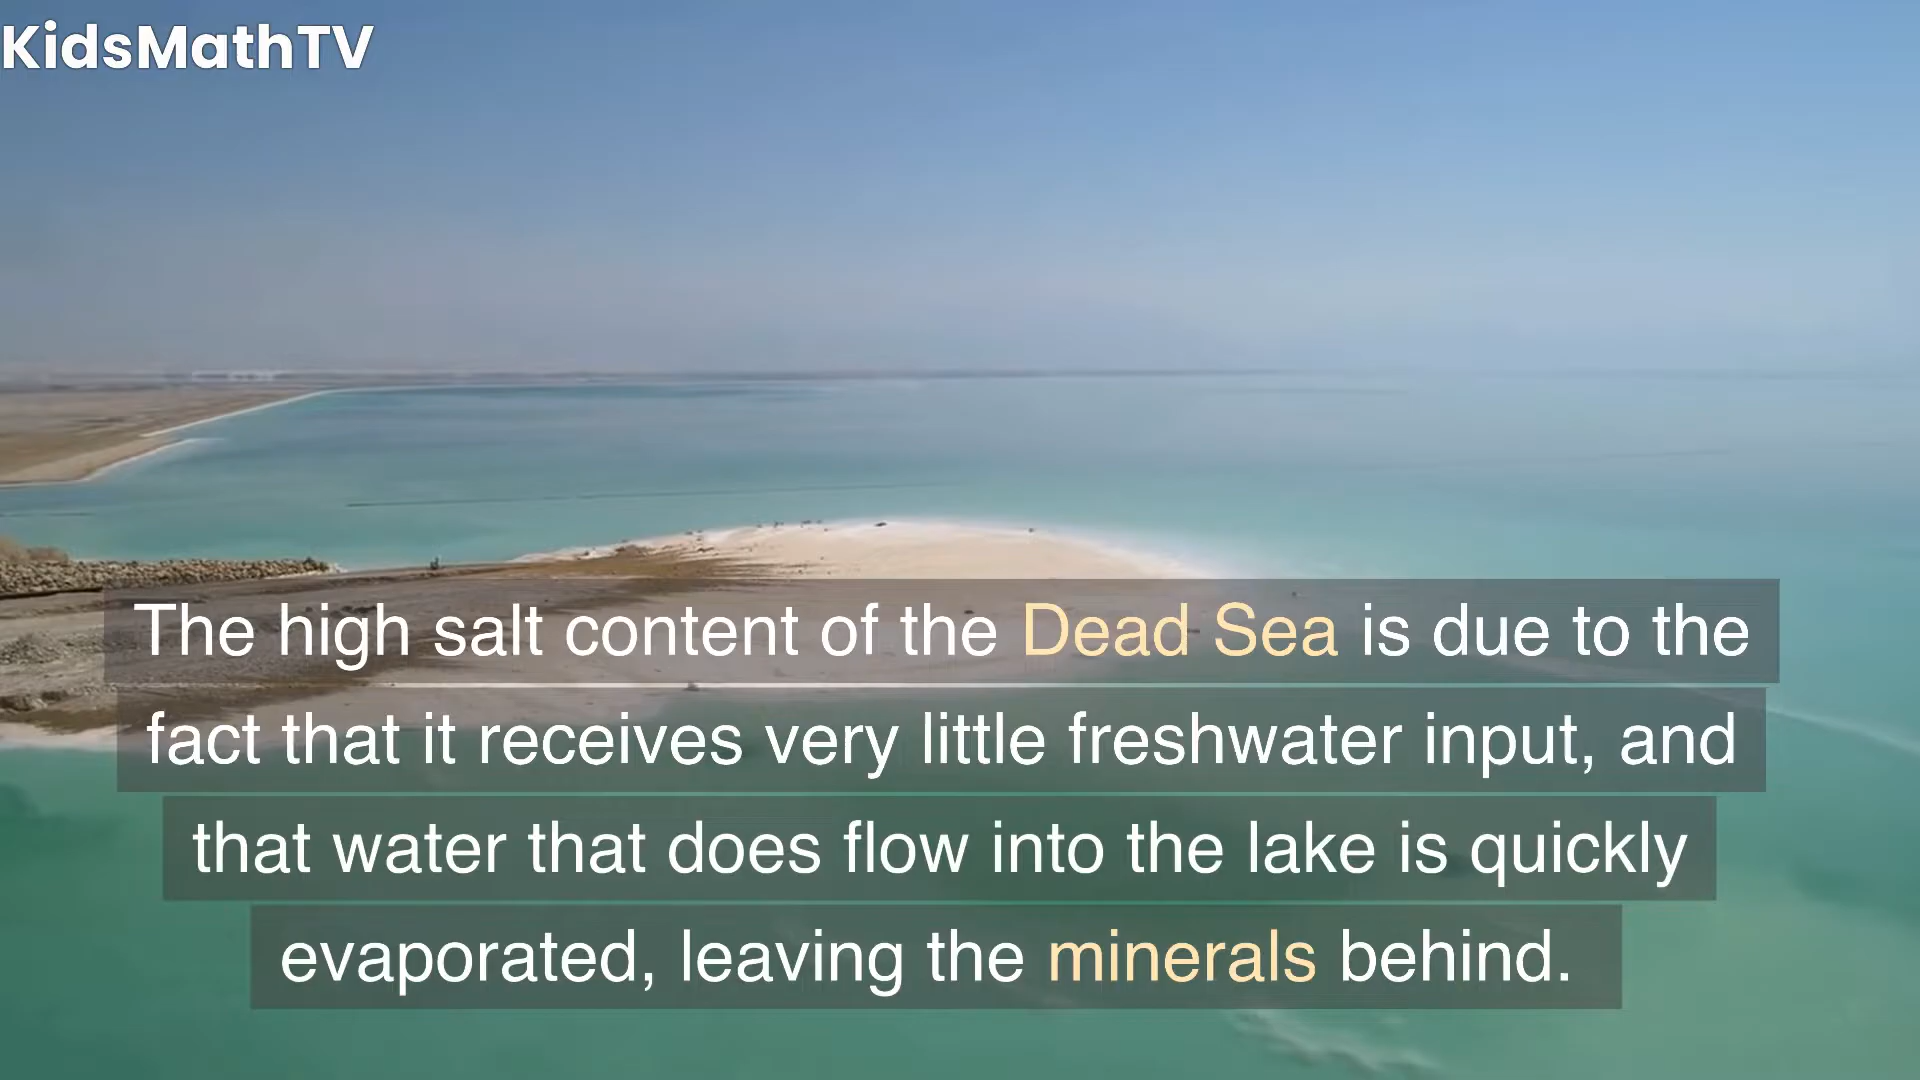 KidsMathTV
The high salt content of the Dead Sea is due to the
fact that it receives very little freshwater input, and
that water that does flow into the lake is quickly
evaporated, leaving the minerals behind.